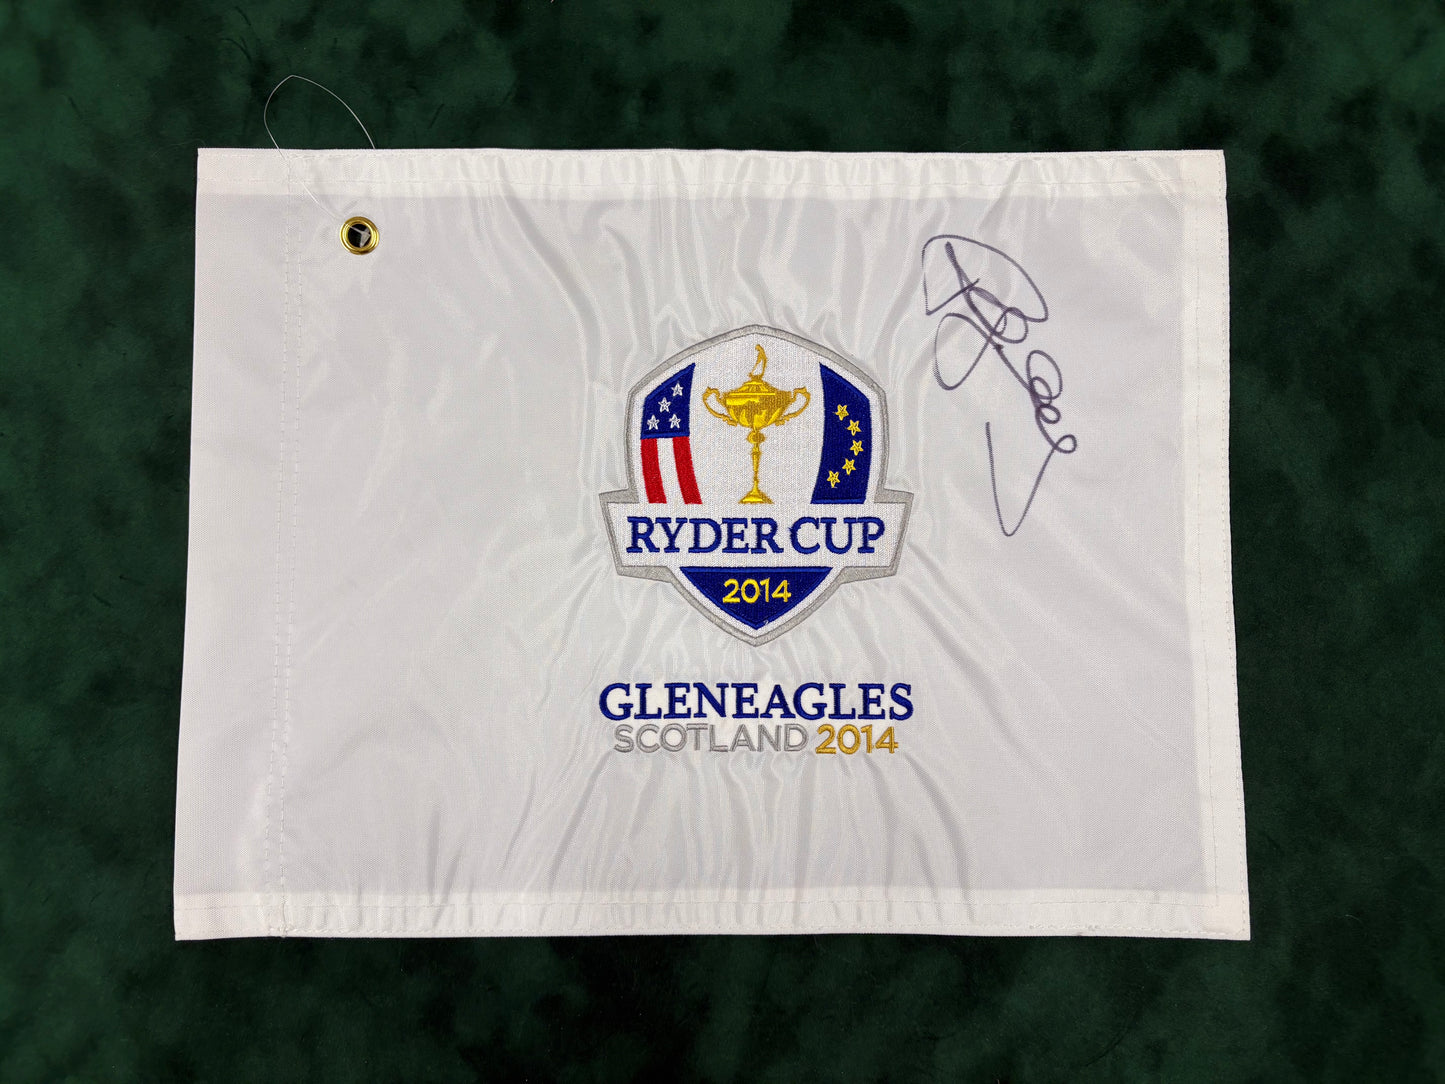 RYDER CUP
2014
GLENEAGLES
SCOTLAND 2014